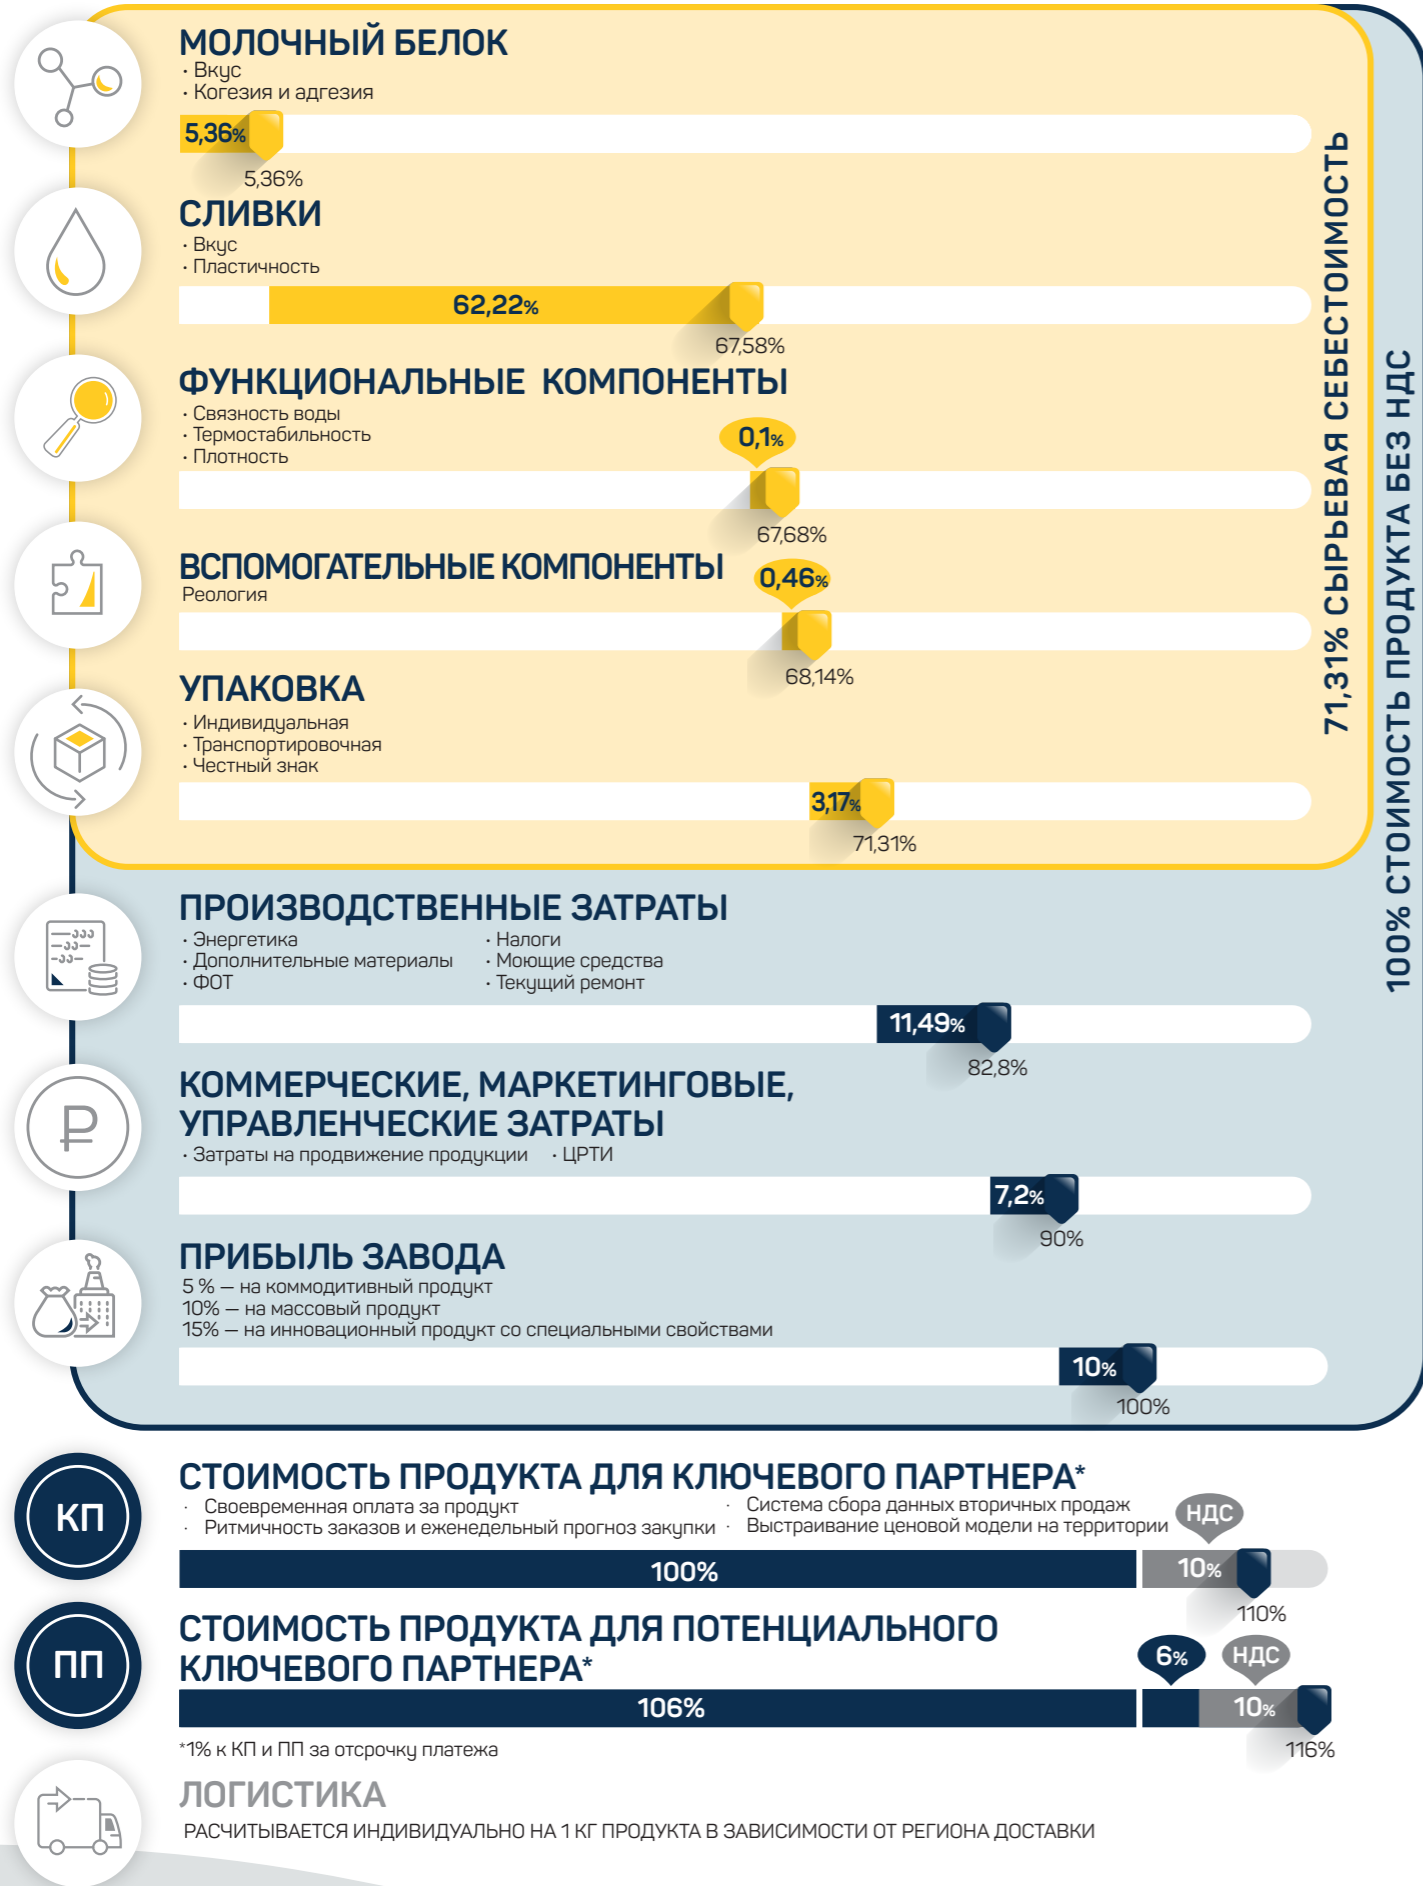 МОЛОЧНЫЙ БЕЛОК
· Вкус
· Когезия и адгезия
5,36%
5,36%
СЛИВКИ
· Вкус
· Пластичность
62,22%
67,58%
ФУНКЦИОНАЛЬНЫЕ КОМПОНЕНТЫ
· Связность воды
· Термостабильность
· Плотность
0,1%
67,68%
ВСПОМОГАТЕЛЬНЫЕ КОМПОНЕНТЫ
Реология
0,46%
68,14%
УПАКОВКА
· Индивидуальная
· Транспортировочная
· Честный знак
3,17%
71,31%
71,31% СЫРЬЕВАЯ СЕБЕСТОИМОСТЬ
ПРОИЗВОДСТВЕННЫЕ ЗАТРАТЫ
· Энергетика · Налоги
· Дополнительные материалы · Моющие средства
· ФОТ · Текущий ремонт
11,49%
82,8%
КОММЕРЧЕСКИЕ, МАРКЕТИНГОВЫЕ,
УПРАВЛЕНЧЕСКИЕ ЗАТРАТЫ
· Затраты на продвижение продукции · ЦРТИ
7,2%
90%
ПРИБЫЛЬ ЗАВОДА
5 % — на коммодитивный продукт
10% — на массовый продукт
15% — на инновационный продукт со специальными свойствами
10%
100%
100% СТОИМОСТЬ ПРОДУКТА БЕЗ НДС
КП
СТОИМОСТЬ ПРОДУКТА ДЛЯ КЛЮЧЕВОГО ПАРТНЕРА*
· Своевременная оплата за продукт · Система сбора данных вторичных продаж
· Ритмичность заказов и еженедельный прогноз закупки · Выстраивание ценовой модели на территории
НДС
100%
10%
110%
ПП
СТОИМОСТЬ ПРОДУКТА ДЛЯ ПОТЕНЦИАЛЬНОГО
КЛЮЧЕВОГО ПАРТНЕРА*
6%
НДС
106%
10%
116%
*1% к КП и ПП за отсрочку платежа
ЛОГИСТИКА
РАСЧИТЫВАЕТСЯ ИНДИВИДУАЛЬНО НА 1 КГ ПРОДУКТА В ЗАВИСИМОСТИ ОТ РЕГИОНА ДОСТАВКИ